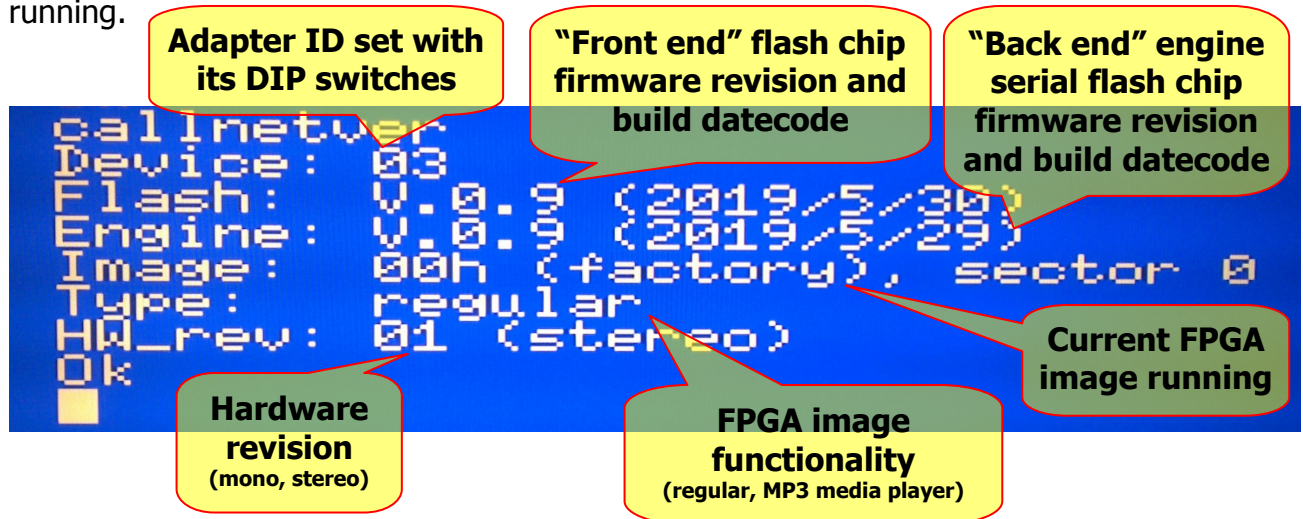 running.
Adapter ID set with
its DIP switches
“Front end” flash chip
firmware revision and
build datecode
“Back end” engine
serial flash chip
firmware revision
and build datecode
callnetver
Device: 03
Flash: V.0.9 (2019/5/30)
Engine: V.0.9 (2019/5/29)
Image: 00h (factory), sector 0
Type: regular
HW_rev: 01 (stereo)
Ok
Hardware
revision
(mono, stereo)
FPGA image
functionality
(regular, MP3 media player)
Current FPGA
image running